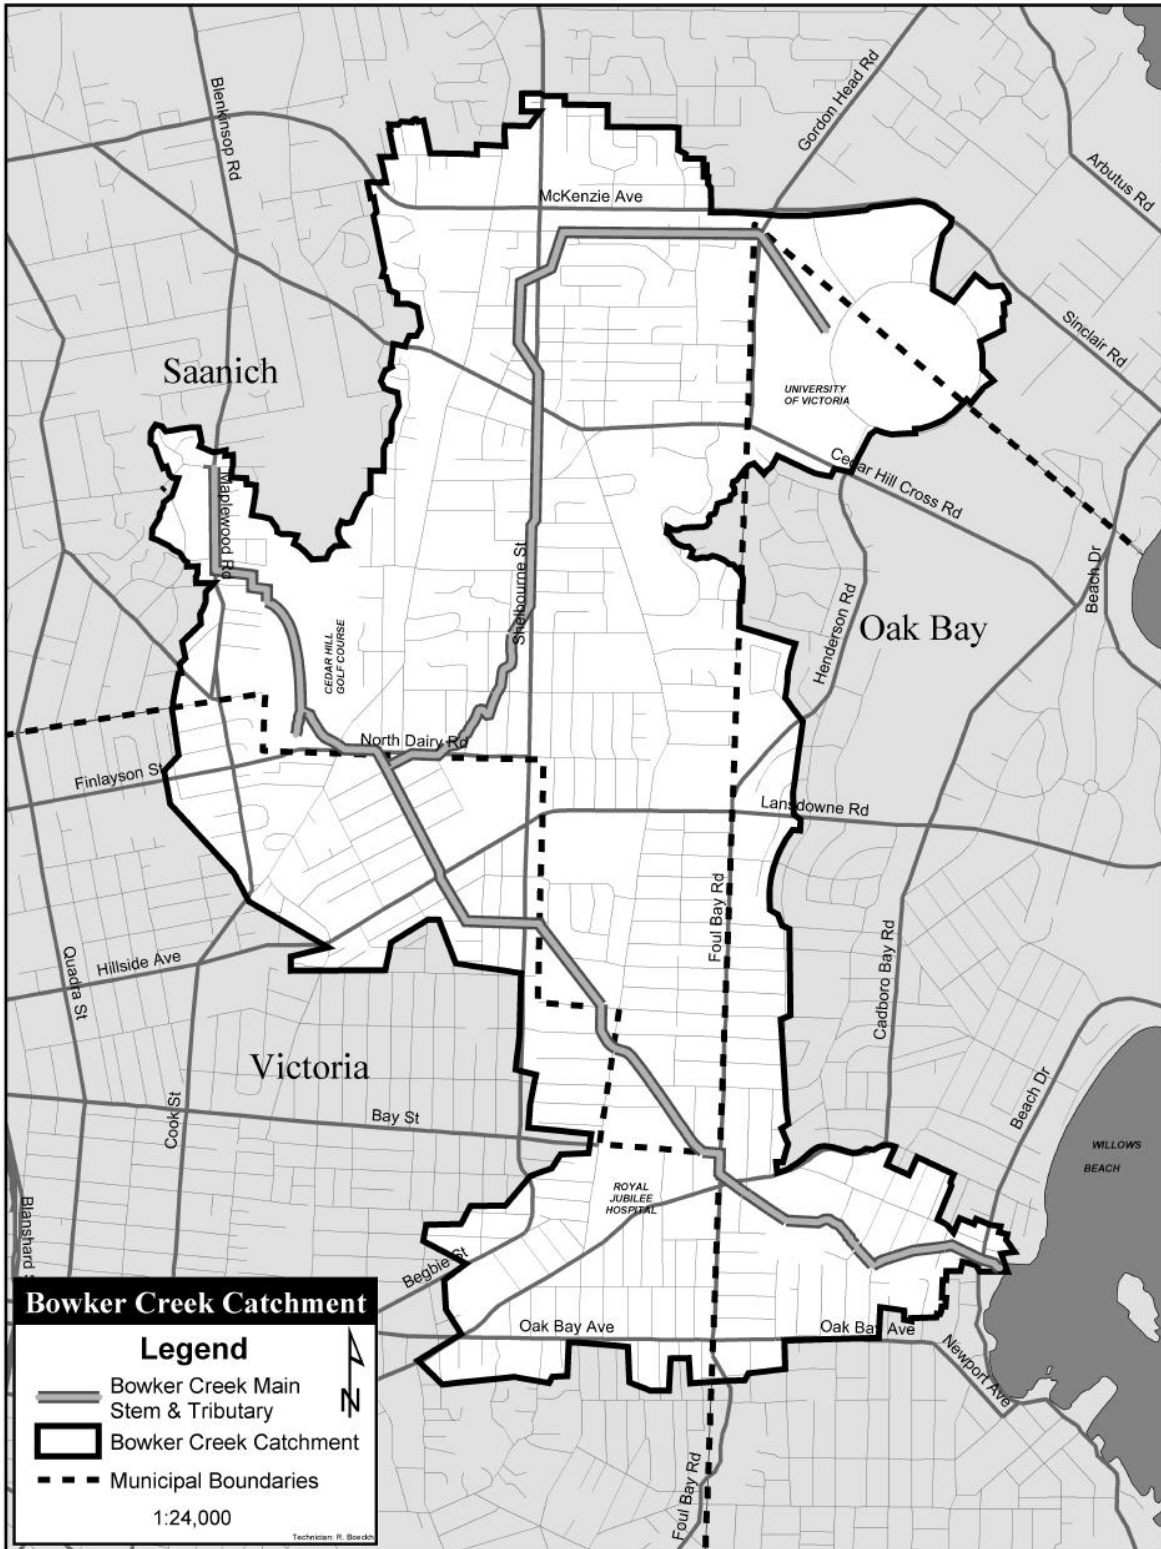 Blenkinsop Rd
Gordon Head Rd
Arbutus Rd
McKenzie Ave
Sinclair Rd
Saanich
UNIVERSITY
OF VICTORIA
Cedar Hill Cross Rd
Maplewood Rd
Shelbourne St
Beach Dr
Henderson Rd
Oak Bay
CEDAR HILL
GOLF COURSE
North Dairy Rd
Finlayson St
Lansdowne Rd
Foul Bay Rd
Cadboro Bay Rd
Quadra St
Hillside Ave
Victoria
Beach Dr
Cook St
Bay St
WILLOWS
BEACH
ROYAL
JUBILEE
HOSPITAL
Blanshard S
Begbie St
Oak Bay Ave
Oak Bay Ave
Newport Ave
Foul Bay Rd
Bowker Creek Catchment
Legend
Bowker Creek Main
Stem & Tributary
N
Bowker Creek Catchment
Municipal Boundaries
1:24,000
Technician: R. Boeckh